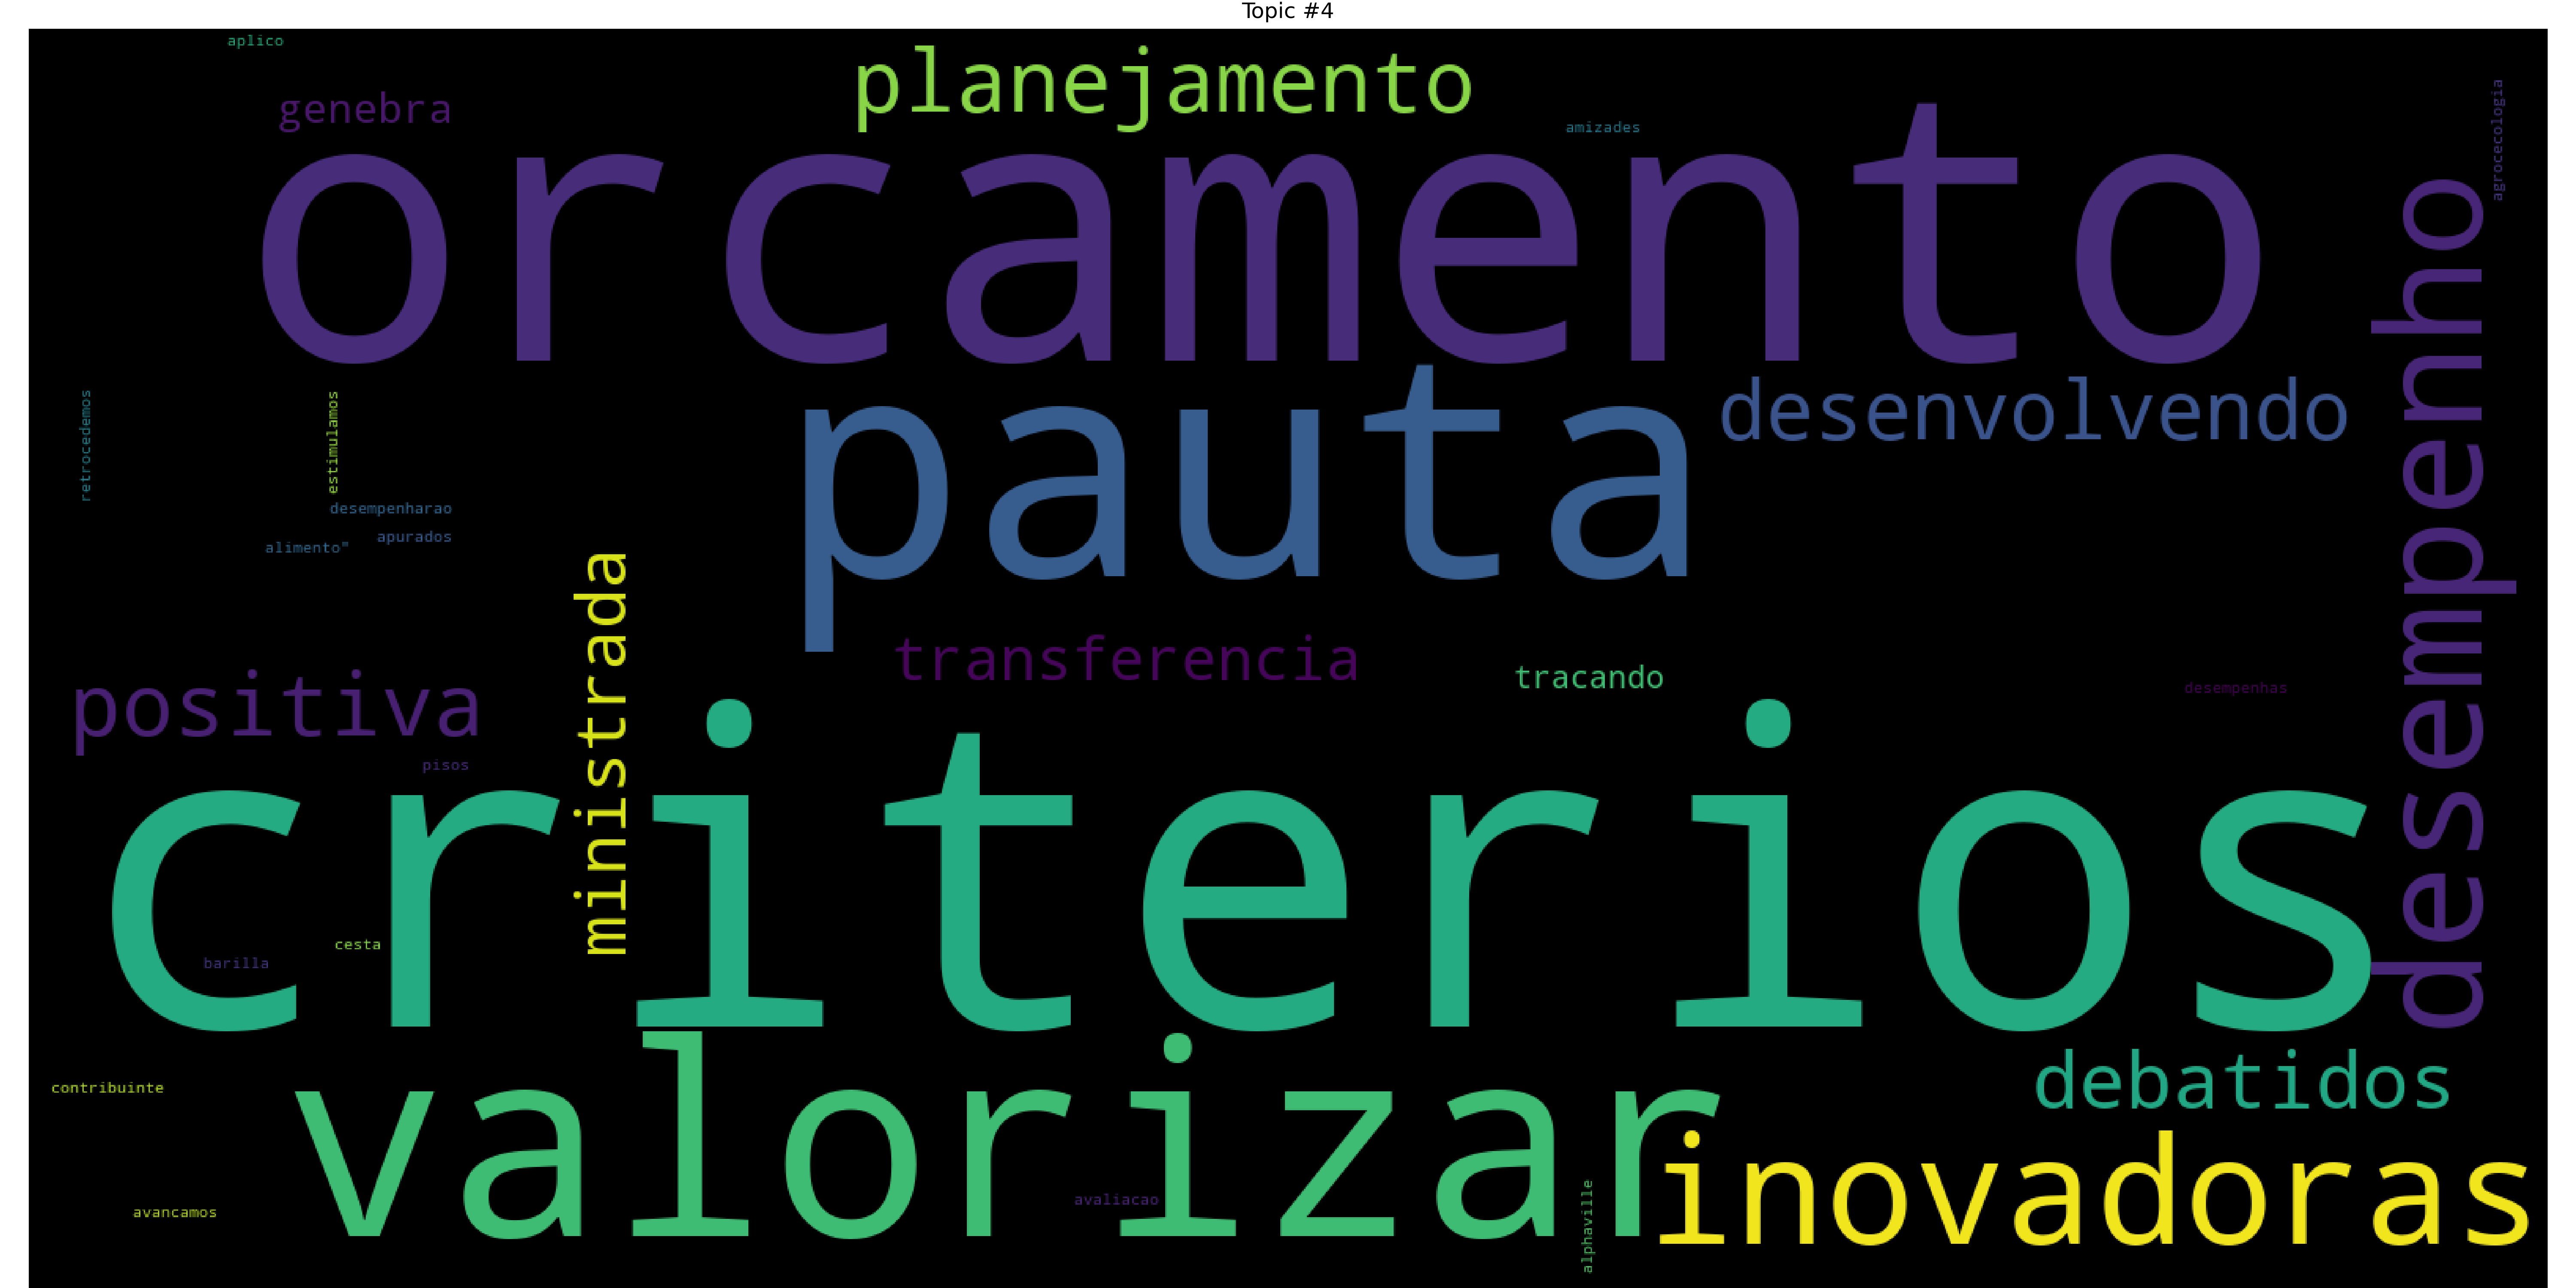 Topic #4
aplico
planejamento
genebra
amizades
agrocecologia
orcamento
desempenho
pauta
desenvolvendo
retrocedemos
estimulamos
desempenharao
apurados
alimento"
ministrada
transferencia
tracando
positiva
desempenhas
pisos
criterios
cesta
barilla
contribuinte
valorizar
debatidos
inovadoras
avaliacao
alphaville
avancamos